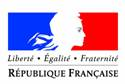 Liberté • Égalité • Fraternité
RÉPUBLIQUE FRANÇAISE